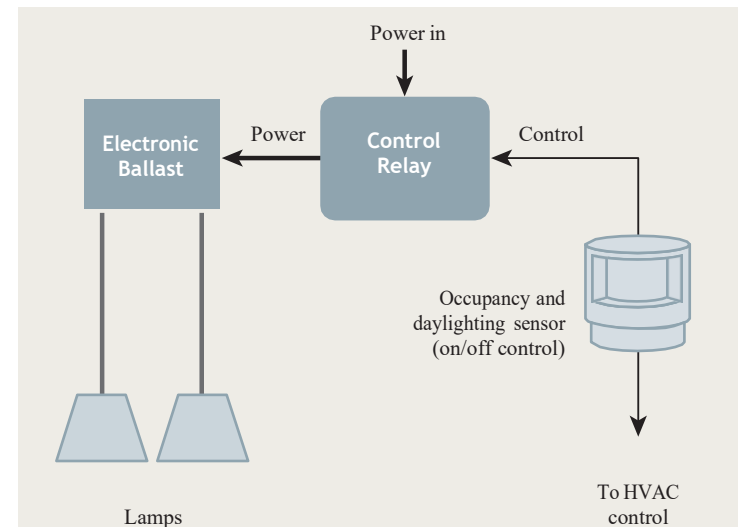 Power in
Electronic
Ballast
Power
Control
Relay
Control
Occupancy and
daylighting sensor
(on/off control)
Lamps
To HVAC
control